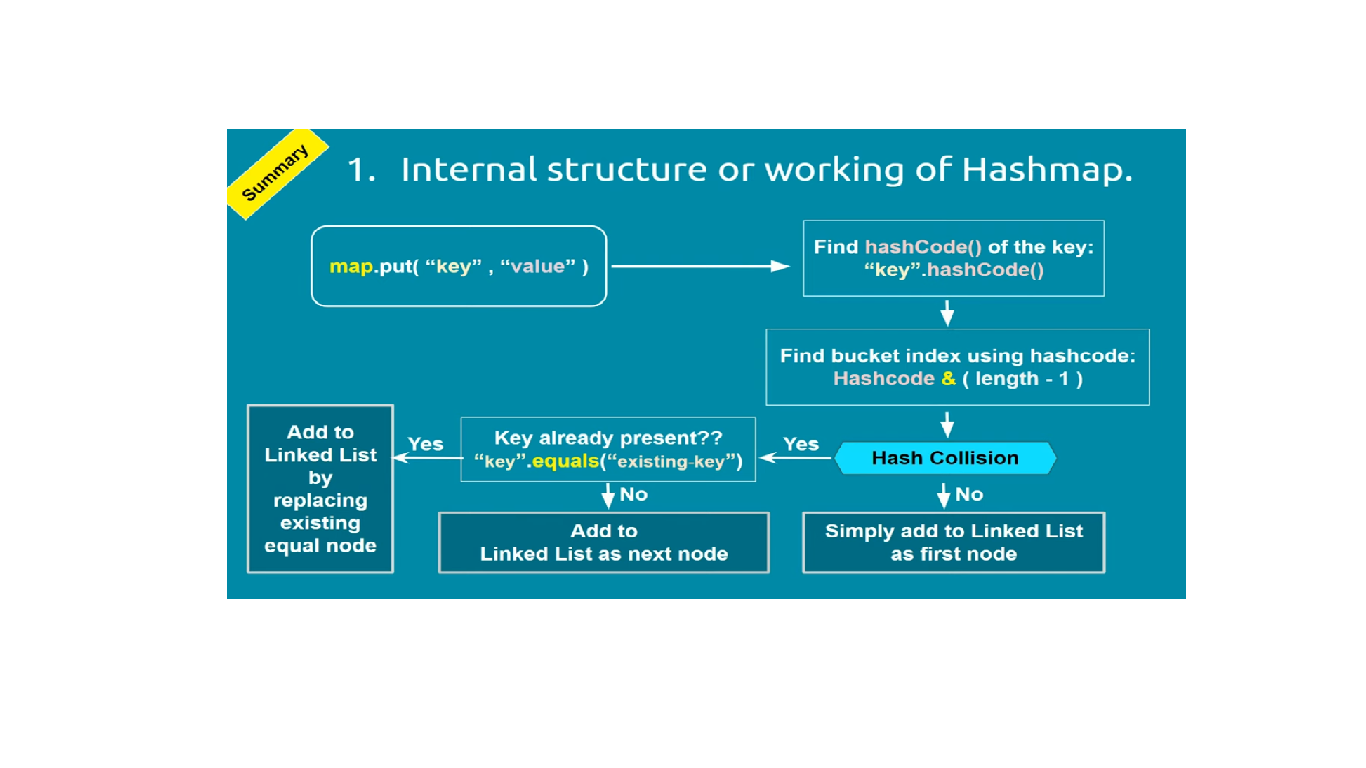 Summary
1. Internal structure or working of Hashmap.
map.put( “key” , “value” )
Find hashCode() of the key:
“key”.hashCode()
Find bucket index using hashcode:
Hashcode & ( length - 1 )
Hash Collision
Yes
No
Simply add to Linked List
as first node
Key already present??
“key”.equals(“existing-key”)
Yes
No
Add to
Linked List as next node
Add to
Linked List
by
replacing
existing
equal node